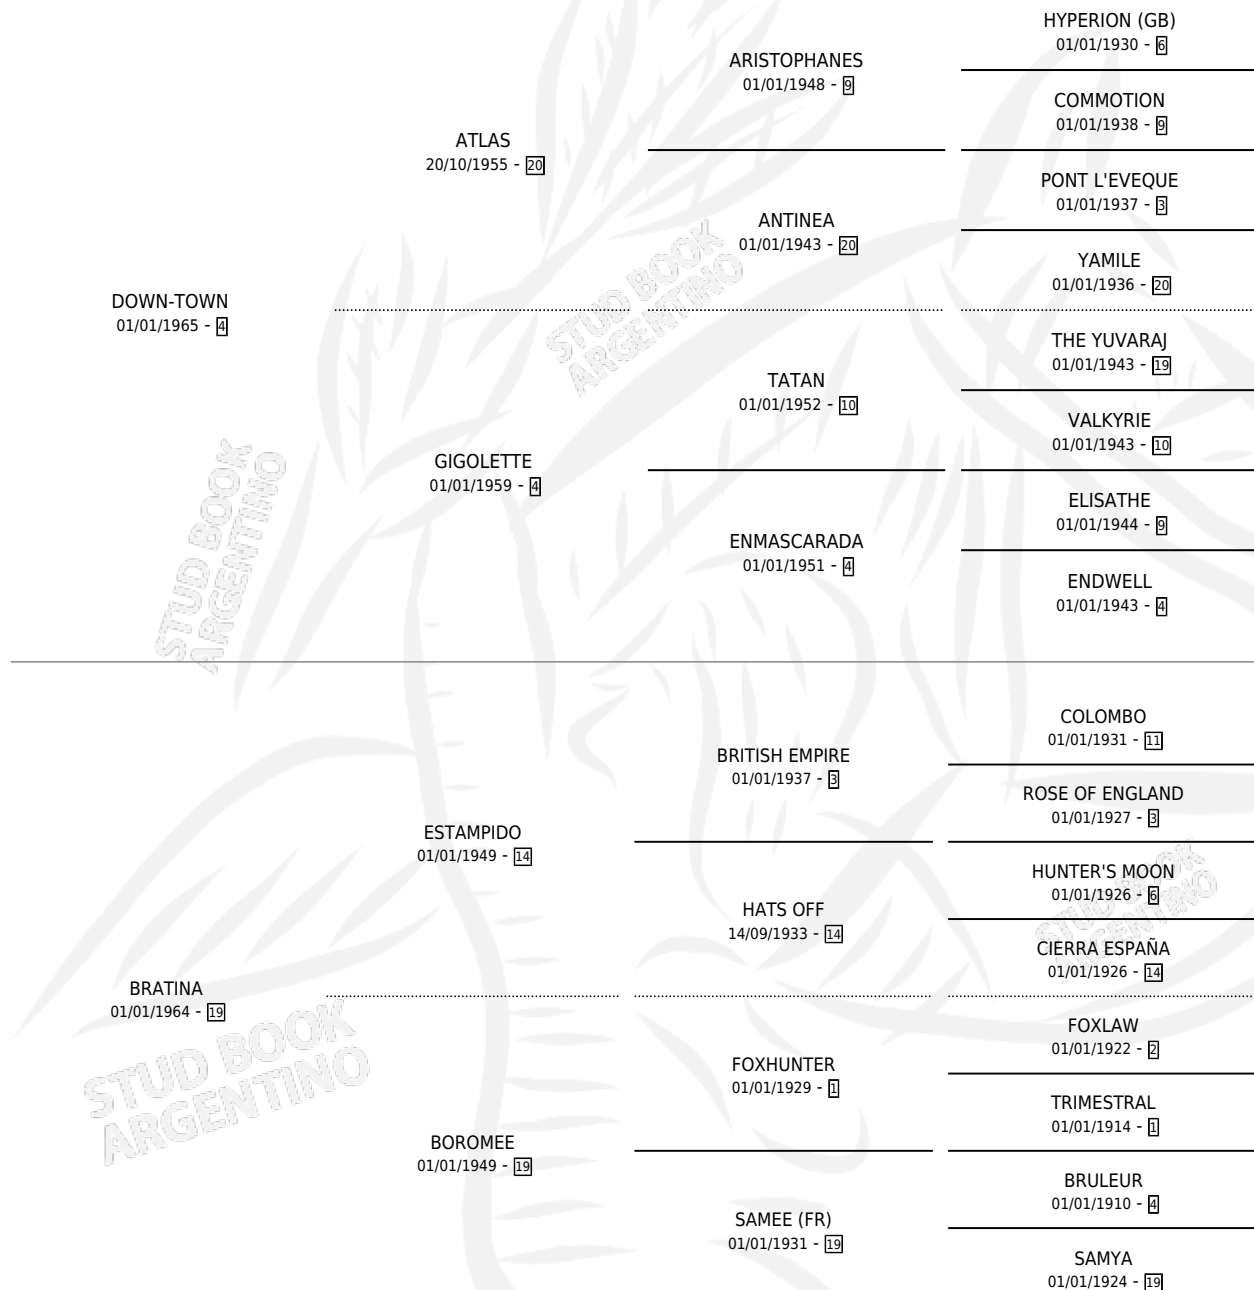 HYPERION (GB)
01/01/1930 - 6
ARISTOPHANES
01/01/1948 - 9
COMMOTION
01/01/1938 - 9
ATLAS
20/10/1955 - 20
PONT L'EVEQUE
01/01/1937 - 3
ANTINEA
01/01/1943 - 20
YAMILE
01/01/1936 - 20
DOWN-TOWN
01/01/1965 - 4
THE YUVARAJ
01/01/1943 - 19
TATAN
01/01/1952 - 10
VALKYRIE
01/01/1943 - 10
GIGOLETTE
01/01/1959 - 4
ELISATHE
01/01/1944 - 9
ENMASCARADA
01/01/1951 - 4
ENDWELL
01/01/1943 - 4
COLOMBO
01/01/1931 - 11
BRITISH EMPIRE
01/01/1937 - 3
ROSE OF ENGLAND
01/01/1927 - 3
ESTAMPIDO
01/01/1949 - 14
HUNTER'S MOON
01/01/1926 - 6
HATS OFF
14/09/1933 - 14
CIERRA ESPAÑA
01/01/1926 - 14
BRATINA
01/01/1964 - 19
FOXLAW
01/01/1922 - 2
FOXHUNTER
01/01/1929 - 1
TRIMESTRAL
01/01/1914 - 1
BOROMEE
01/01/1949 - 19
BRULEUR
01/01/1910 - 4
SAMEE (FR)
01/01/1931 - 19
SAMYA
01/01/1924 - 19
STUD BOOK
ARGENTINO
STUD BOOK
ARGENTINO
STUD BOOK
ARGENTINO
STUD BOOK
ARGENTINO